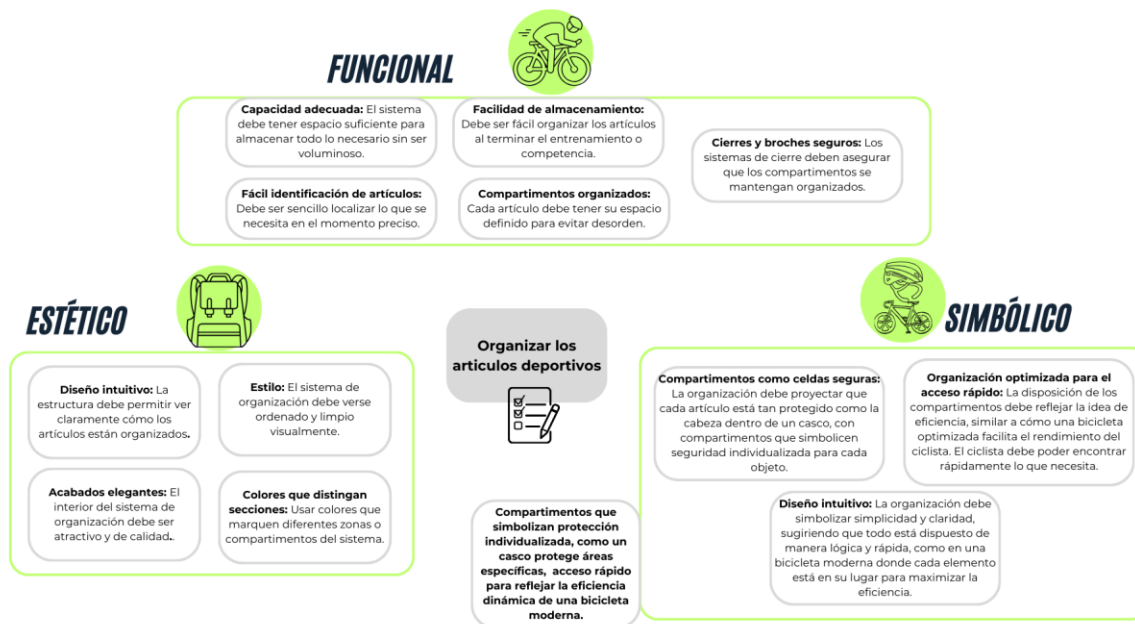 FUNCIONAL
Capacidad adecuada: El sistema
debe tener espacio suficiente para
almacenar todo lo necesario sin ser
voluminoso.
Facilidad de almacenamiento:
Debe ser fácil organizar los artículos
al terminar el entrenamiento o
competencia.
Cierres y broches seguros: Los
sistemas de cierre deben asegurar
que los compartimentos se
mantengan organizados.
Fácil identificación de artículos:
Debe ser sencillo localizar lo que se
necesita en el momento preciso.
Compartimentos organizados:
Cada artículo debe tener su espacio
definido para evitar desorden.
ESTÉTICO
Diseño intuitivo: La
estructura debe permitir ver
claramente cómo los
artículos están organizados.
Estilo: El sistema de
organización debe verse
ordenado y limpio
visualmente.
Acabados elegantes: El
interior del sistema de
organización debe ser
atractivo y de calidad.
Colores que distingan
secciones: Usar colores que
marquen diferentes zonas o
compartimentos del sistema.
Organizar los
articulos deportivos
Compartimentos que
simbolizan protección
individualizada, como un
casco protege áreas
específicas, acceso rápido
para reflejar la eficiencia
dinámica de una bicicleta
moderna.
SIMBÓLICO
Compartimentos como celdas seguras:
La organización debe proyectar que
cada artículo está tan protegido como la
cabeza dentro de un casco, con
compartimentos que simbolicen
seguridad individualizada para cada
objeto.
Organización optimizada para el
acceso rápido: La disposición de los
compartimentos debe reflejar la idea de
eficiencia, similar a cómo una bicicleta
optimizada facilita el rendimiento del
ciclista. El ciclista debe poder encontrar
rápidamente lo que necesita.
Diseño intuitivo: La organización debe
simbolizar simplicidad y claridad,
sugiriendo que todo está dispuesto de
manera lógica y rápida, como en una
bicicleta moderna donde cada elemento
está en su lugar para maximizar la
eficiencia.